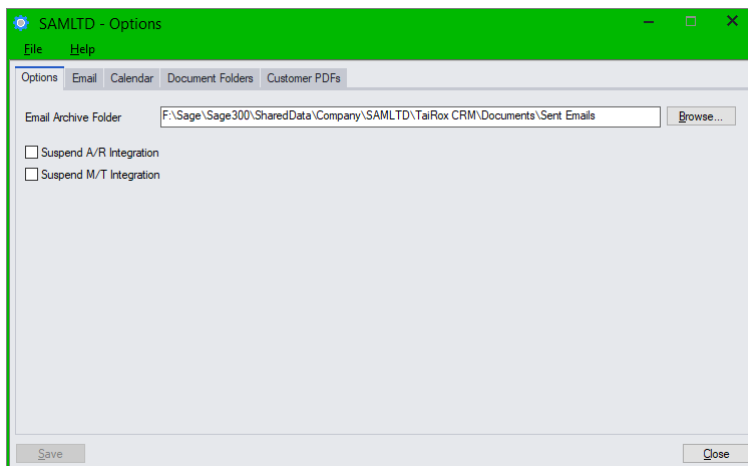 SAMLTD - Options
File Help
Options Email Calendar Document Folders Customer PDFs
Email Archive Folder F:\Sage\Sage300\SharedData\Company\SAMLTD\TaiRox CRM\Documents\Sent Emails Browse...
Suspend A/R Integration
Suspend M/T Integration
Save Close